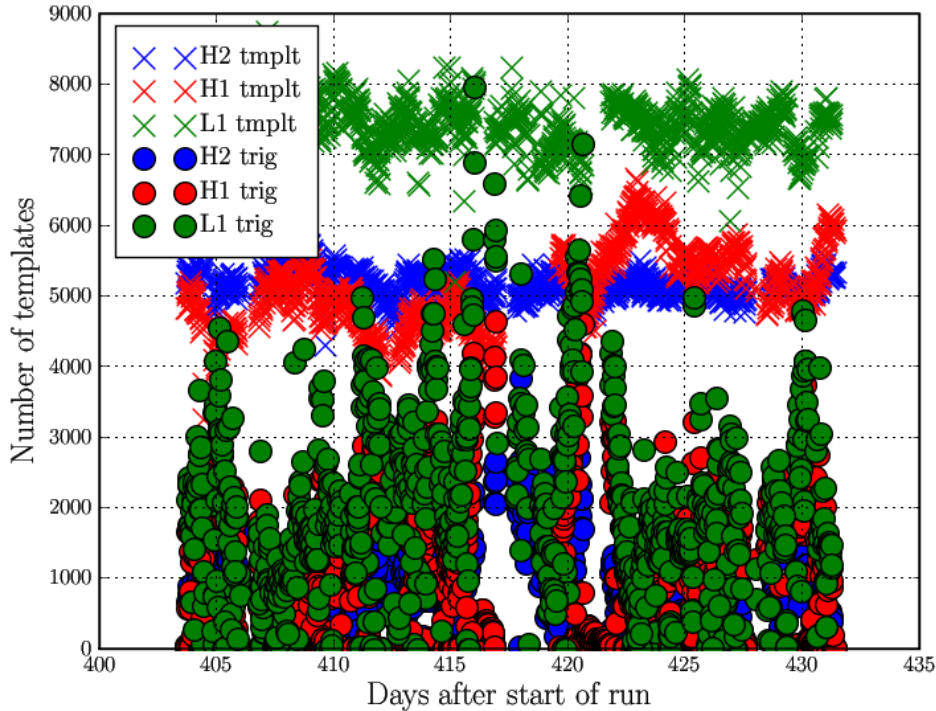 9000
8000
7000
6000
5000
4000
3000
2000
1000
0
Number of templates
H2 tmplt
H1 tmplt
L1 tmplt
H2 trig
H1 trig
L1 trig
400
405
410
415
420
425
430
435
Days after start of run